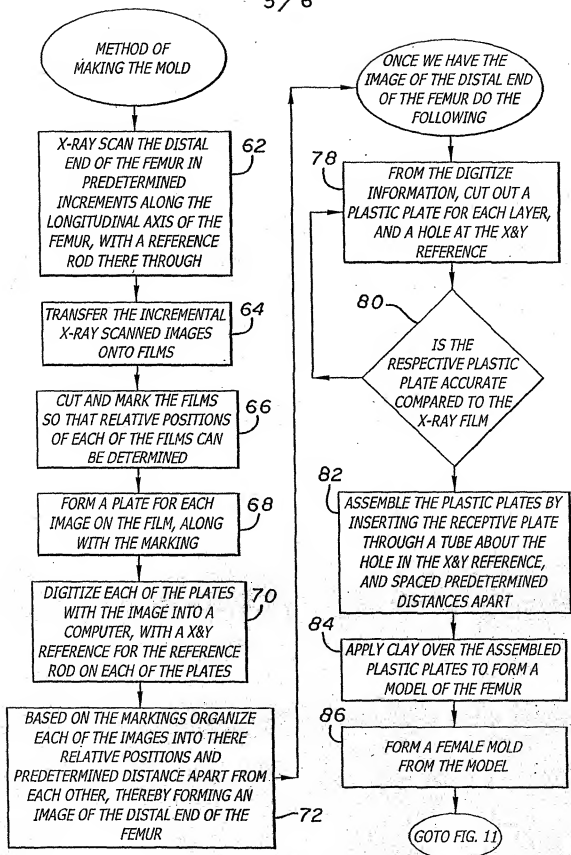 5/6
METHOD OF
MAKING THE MOLD
X-RAY SCAN THE DISTAL
END OF THE FEMUR IN
PREDETERMINED
INCREMENTS ALONG THE
LONGITUDINAL AXIS OF THE
FEMUR, WITH A REFERENCE
ROD THERE THROUGH
62
TRANSFER THE INCREMENTAL
X-RAY SCANNED IMAGES
ONTO FILMS
64
CUT AND MARK THE FILMS
SO THAT RELATIVE POSITIONS
OF EACH OF THE FILMS CAN
BE DETERMINED
66
FORM A PLATE FOR EACH
IMAGE ON THE FILM, ALONG
WITH THE MARKING
68
DIGITIZE EACH OF THE PLATES
WITH THE IMAGE INTO A
COMPUTER, WITH A X&Y
REFERENCE FOR THE REFERENCE
ROD ON EACH OF THE PLATES
70
BASED ON THE MARKINGS ORGANIZE
EACH OF THE IMAGES INTO THERE
RELATIVE POSITIONS AND
PREDETERMINED DISTANCE APART FROM
EACH OTHER, THEREBY FORMING AN
IMAGE OF THE DISTAL END OF THE
FEMUR
72
ONCE WE HAVE THE
IMAGE OF THE DISTAL END
OF THE FEMUR DO THE
FOLLOWING
78
FROM THE DIGITIZE
INFORMATION, CUT OUT A
PLASTIC PLATE FOR EACH LAYER,
AND A HOLE AT THE X&Y
REFERENCE
80
IS THE
RESPECTIVE PLASTIC
PLATE ACCURATE
COMPARED TO THE
X-RAY FILM
82
ASSEMBLE THE PLASTIC PLATES BY
INSERTING THE RECEPTIVE PLATE
THROUGH A TUBE ABOUT THE
HOLE IN THE X&Y REFERENCE,
AND SPACED PREDETERMINED
DISTANCES APART
84
APPLY CLAY OVER THE ASSEMBLED
PLASTIC PLATES TO FORM A
MODEL OF THE FEMUR
86
FORM A FEMALE MOLD
FROM THE MODEL
GOTO FIG. 11